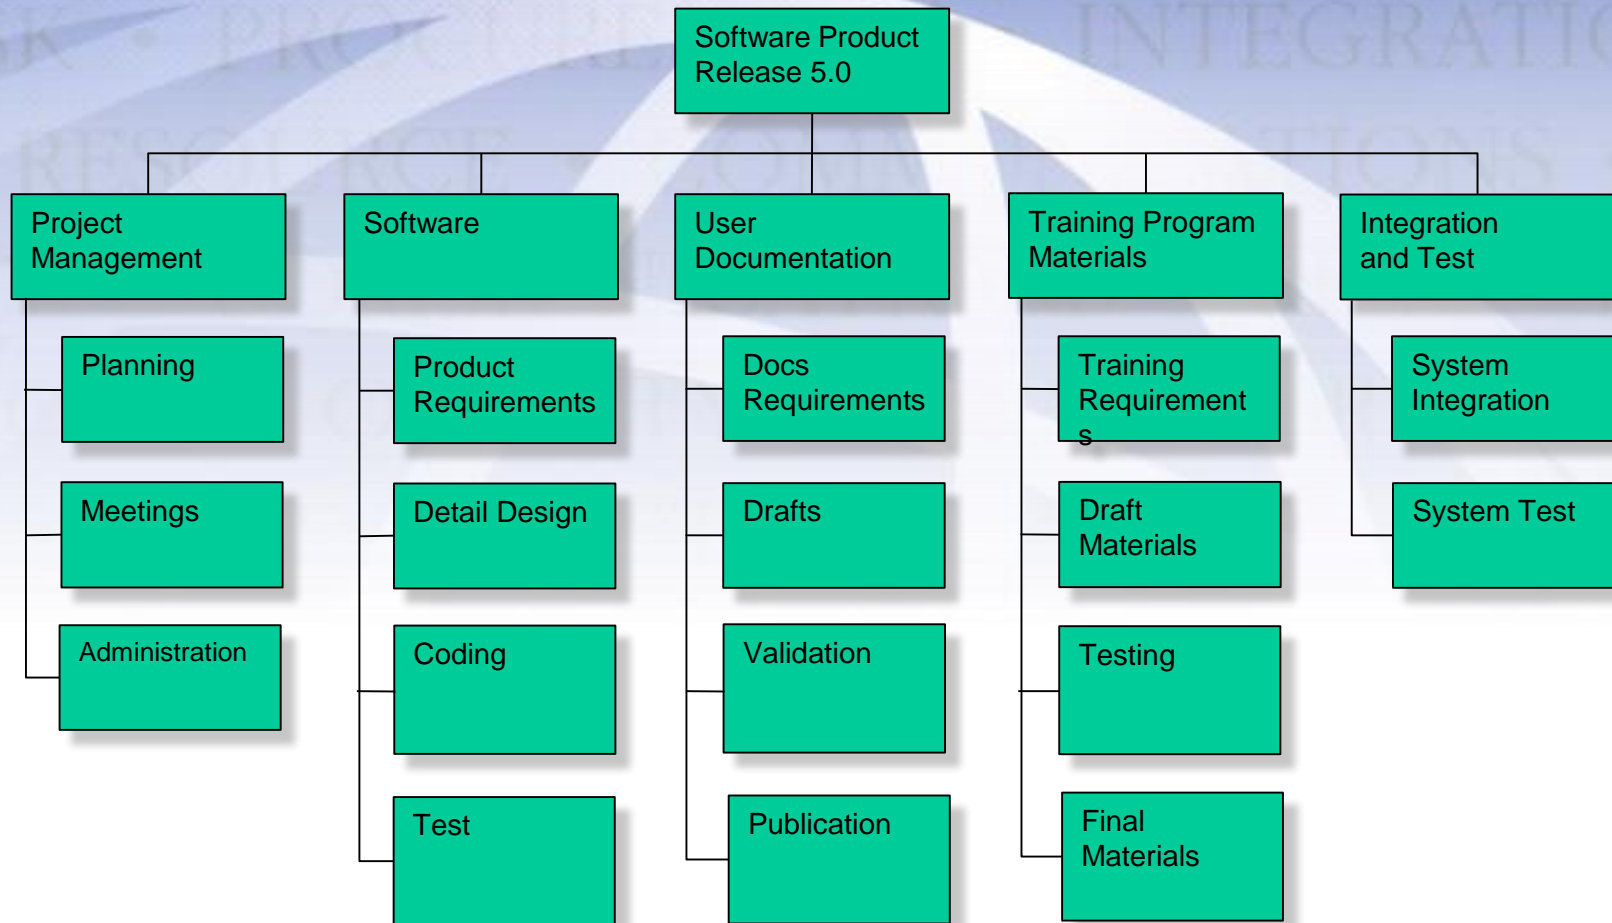 INTEGRATIO
RESOURCE
Software Product
Release 5.0
Project
Management
Software
User
Documentation
Training Program
Materials
Integration
and Test
Planning
Product
Requirements
Docs
Requirements
Training
Requirement
s
System
Integration
Meetings
Detail Design
Drafts
Draft
Materials
System Test
Administration
Coding
Validation
Testing
Test
Publication
Final
Materials